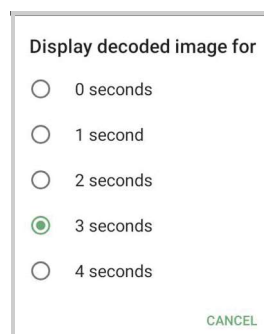 Display decoded image for
0 seconds
1 second
2 seconds
3 seconds
4 seconds
CANCEL